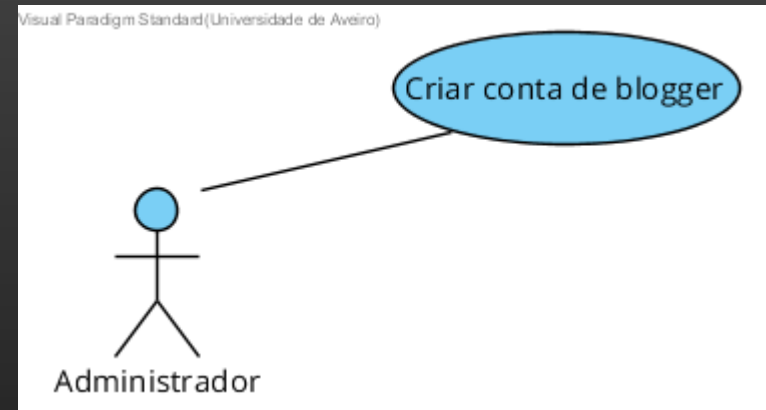 Visual Paradigm Standard(Universidade de Aveiro)
Criar conta de blogger
Administrador